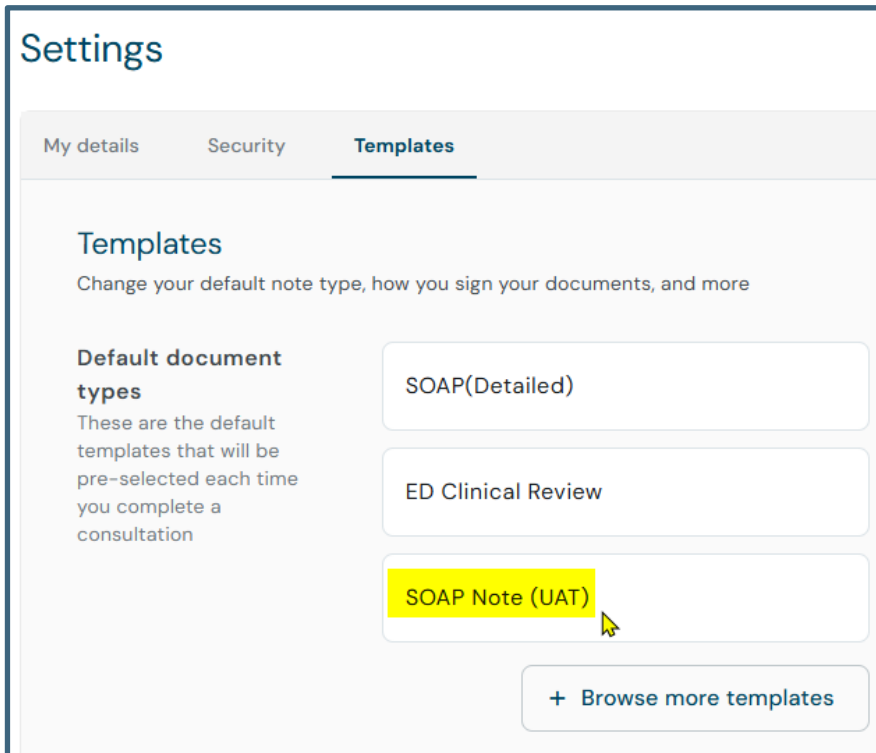 Settings
My details Security Templates
Templates
Change your default note type, how you sign your documents, and more
Default document
types
These are the default
templates that will be
pre-selected each time
you complete a
consultation
SOAP(Detailed)
ED Clinical Review
SOAP Note (UAT)
+ Browse more templates